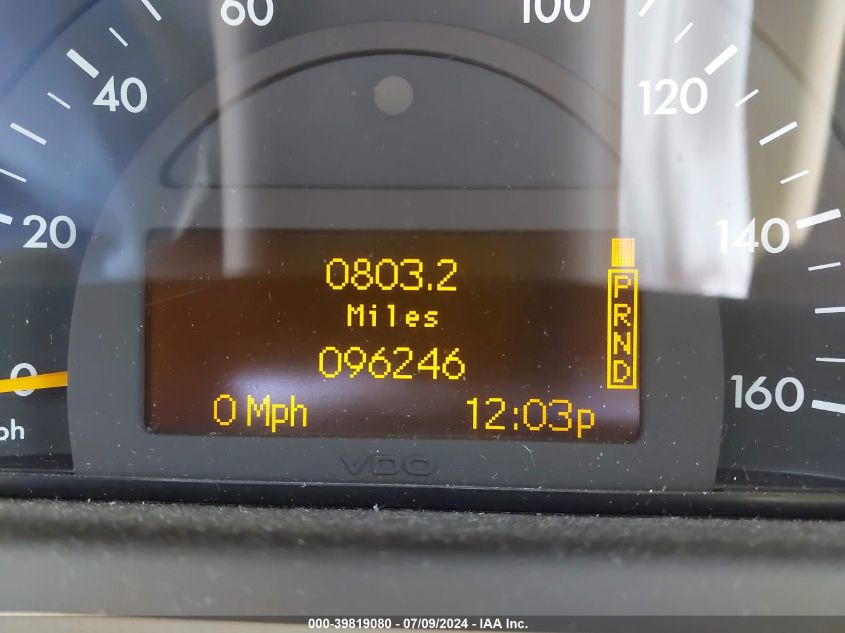 60
100
40
120
20
140
0
160
ph
0803.2
Miles
096246
0 Mph
12:03p
P
R
N
D
VDO
000-39819080 - 07/09/2024 - IAA Inc.